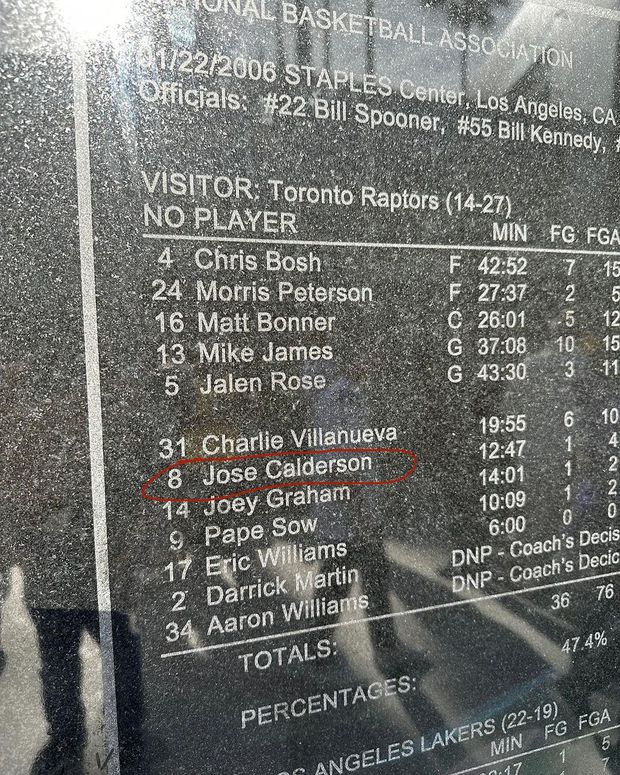 TIONAL BASKETBALL ASSOCIATION
01/22/2006 STAPLES Center, Los Angeles, CA
Officials: #22 Bill Spooner, #55 Bill Kennedy, #
VISITOR: Toronto Raptors (14-27)
NO PLAYER MIN FG FGA
4 Chris Bosh F 42:52 7 15
24 Morris Peterson F 27:37 2 5
16 Matt Bonner C 26:01 5 12
13 Mike James G 37:08 10 15
5 Jalen Rose G 43:30 3 11
31 Charlie Villanueva 19:55 6 10
8 Jose Calderson 12:47 1 4
14 Joey Graham 14:01 1 2
9 Pape Sow 10:09 1 2
17 Eric Williams 6:00 0 0
2 Darrick Martin DNP - Coach's Decis
34 Aaron Williams DNP - Coach's Decic
TOTALS: 36 76
PERCENTAGES: 47.4%
OS ANGELES LAKERS (22-19)
MIN FG FGA
:17 1 5